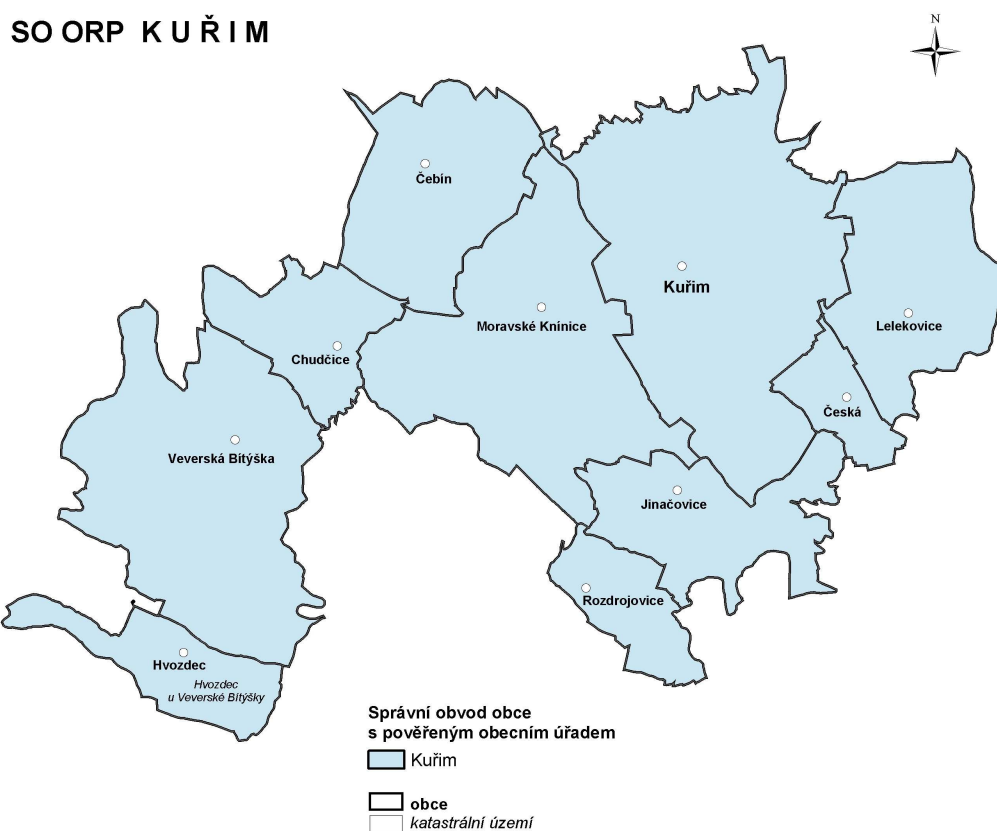 SO ORP K U Ř I M
N
Čebín
Kuřim
Moravské Knínice
Lelekovice
Chudčice
Česká
Veverská Bítýška
Jinačovice
Rozdrojovice
Hvozdec
Hvozdec
u Veverské Bítýšky
Správní obvod obce
s pověřeným obecním úřadem
Kuřim
obce
katastrální území